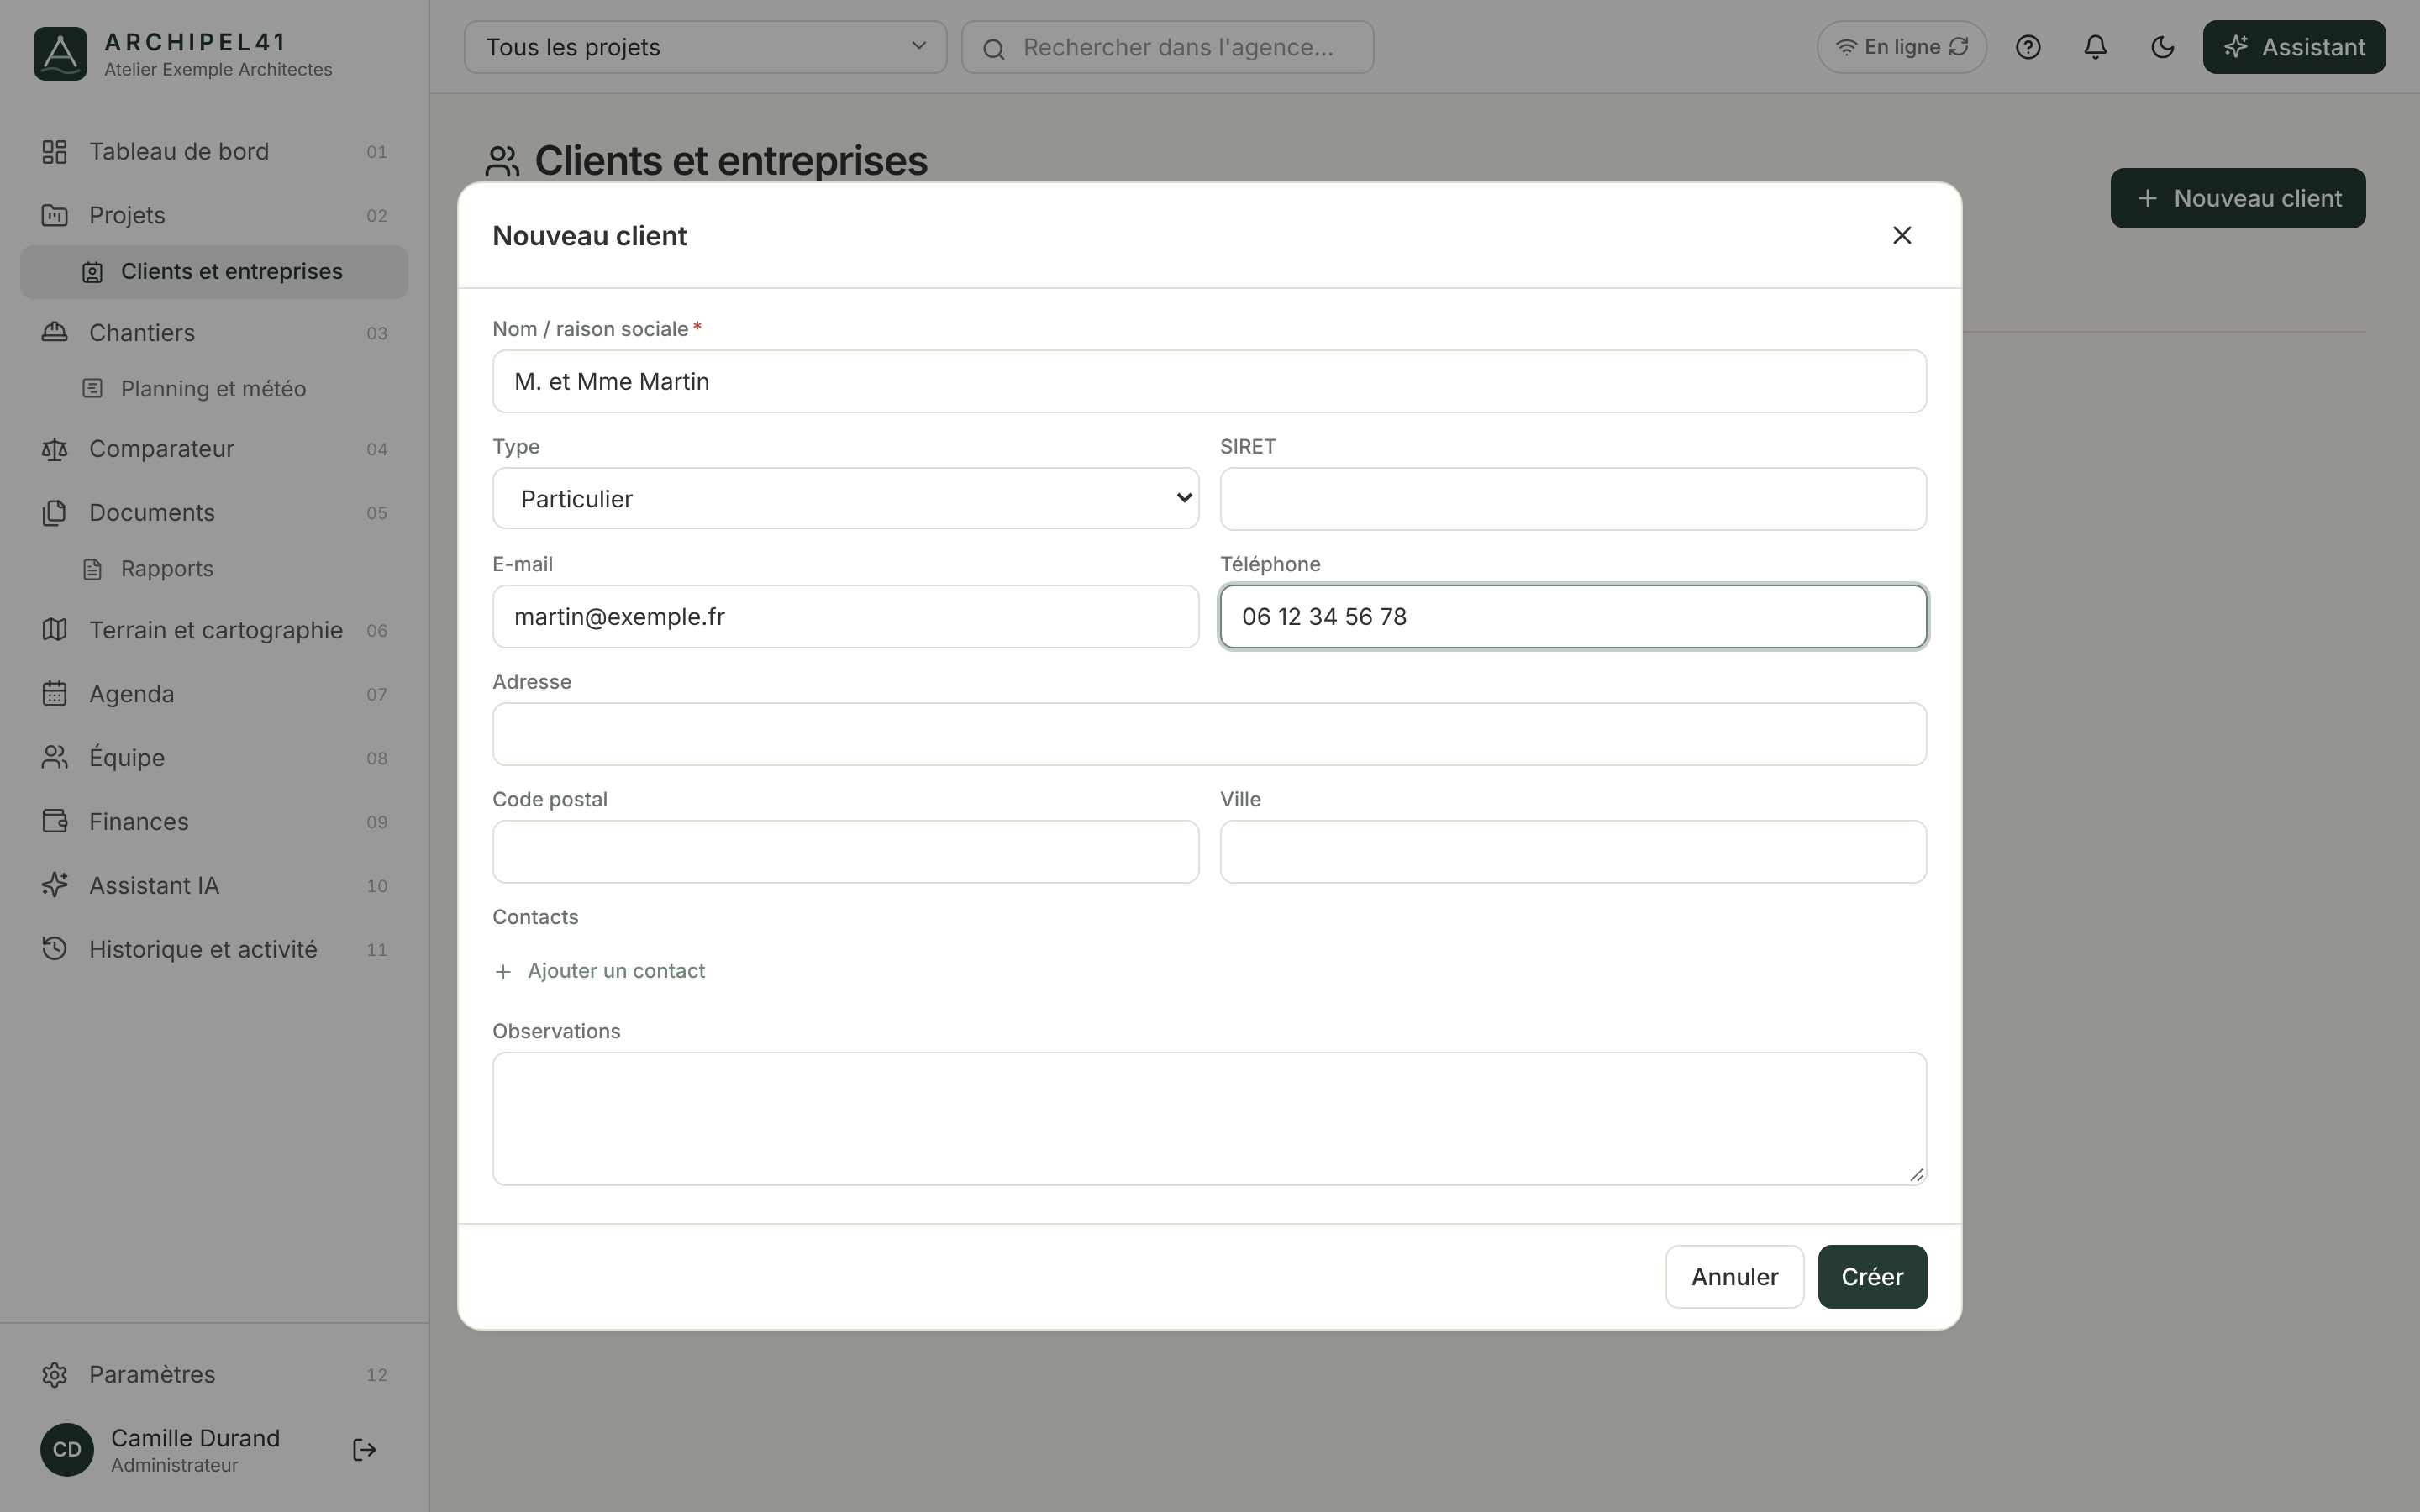 ARCHIPEL41
Atelier Exemple Architectes
Tableau de bord 01
Projets 02
Clients et entreprises
Chantiers 03
Planning et météo
Comparateur 04
Documents 05
Rapports
Terrain et cartographie 06
Agenda 07
Équipe 08
Finances 09
Assistant IA 10
Historique et activité 11
Paramètres 12
CD
Camille Durand
Administrateur
Tous les projets
Rechercher dans l'agence...
En ligne
Assistant
Clients et entreprises
Nouveau client
Nouveau client
Nom / raison sociale *
M. et Mme Martin
Type
Particulier
SIRET
E-mail
martin@exemple.fr
Téléphone
06 12 34 56 78
Adresse
Code postal
Ville
Contacts
+ Ajouter un contact
Observations
Annuler
Créer